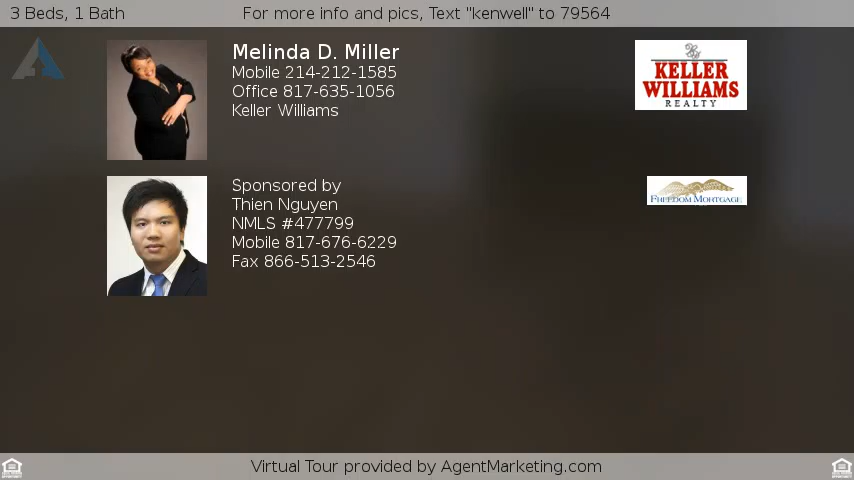 3 Beds, 1 Bath
For more info and pics, Text "kenwell" to 79564
Melinda D. Miller
Mobile 214-212-1585
Office 817-635-1056
Keller Williams
KELLER
WILLIAMS
REALTY
Sponsored by
Thien Nguyen
NMLS #477799
Mobile 817-676-6229
Fax 866-513-2546
FREEDOM MORTGAGE
Virtual Tour provided by AgentMarketing.com